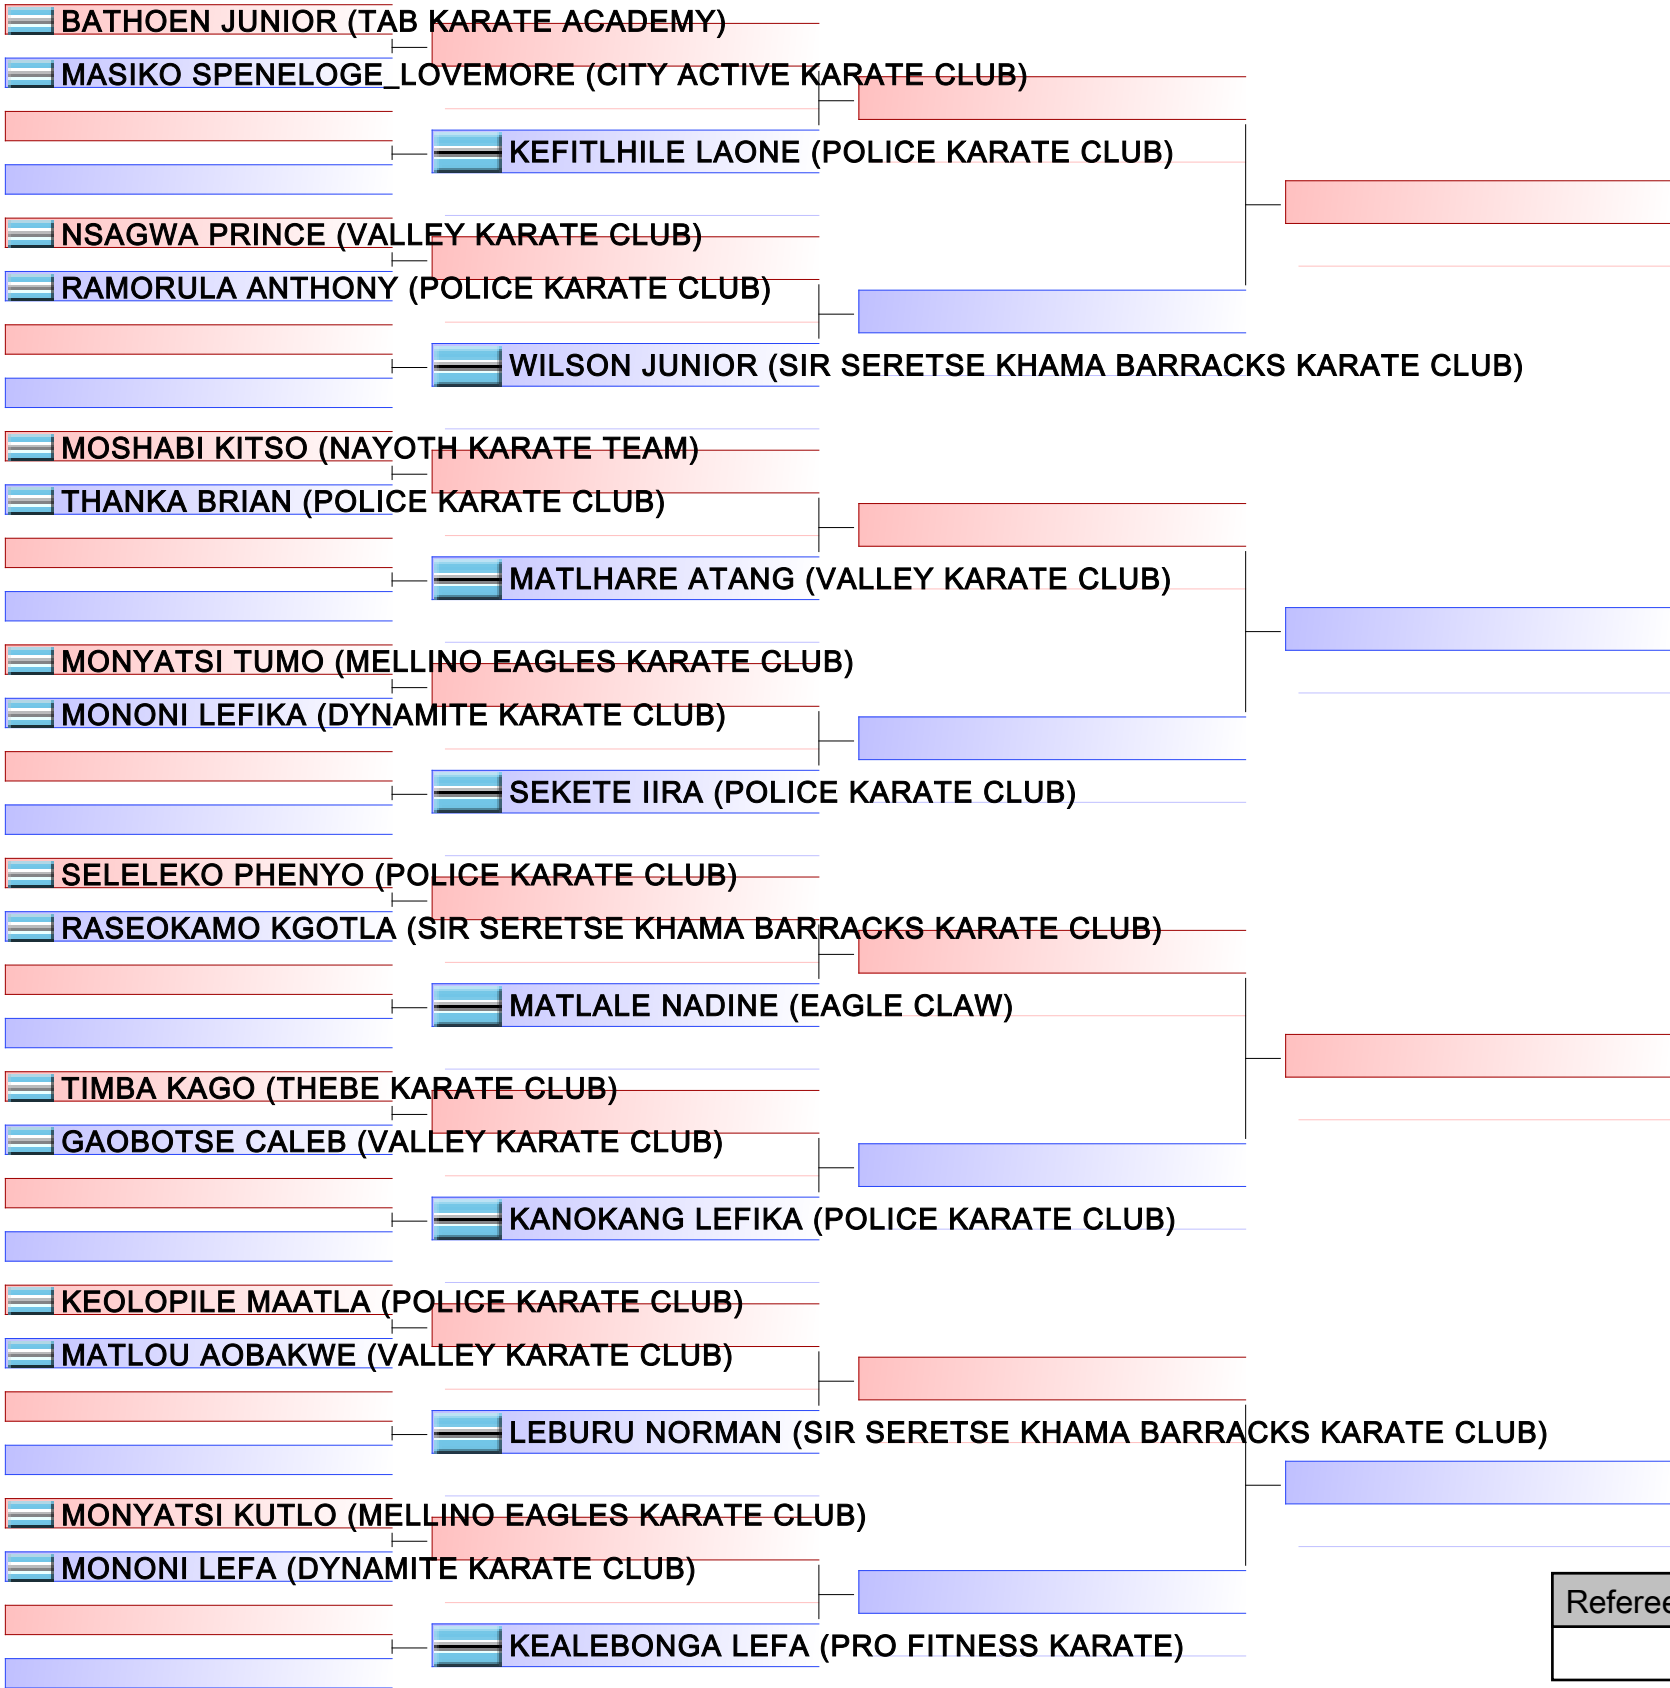 BATHOEN JUNIOR (TAB KARATE ACADEMY)
MASIKO SPENELOGE_LOVEMORE (CITY ACTIVE KARATE CLUB)
KEFITLHILE LAONE (POLICE KARATE CLUB)
NSAGWA PRINCE (VALLEY KARATE CLUB)
RAMORULA ANTHONY (POLICE KARATE CLUB)
WILSON JUNIOR (SIR SERETSE KHAMA BARRACKS KARATE CLUB)
MOSHABI KITSO (NAYOTH KARATE TEAM)
THANKA BRIAN (POLICE KARATE CLUB)
MATLHARE ATANG (VALLEY KARATE CLUB)
MONYATSI TUMO (MELLINO EAGLES KARATE CLUB)
MONONI LEFIKA (DYNAMITE KARATE CLUB)
SEKETE IIRA (POLICE KARATE CLUB)
SELELEKO PHENYO (POLICE KARATE CLUB)
RASEOKAMO KGOTLA (SIR SERETSE KHAMA BARRACKS KARATE CLUB)
MATLALE NADINE (EAGLE CLAW)
TIMBA KAGO (THEBE KARATE CLUB)
GAOBOTSE CALEB (VALLEY KARATE CLUB)
KANOKANG LEFIKA (POLICE KARATE CLUB)
KEOLOPILE MAATLA (POLICE KARATE CLUB)
MATLOU AOBAKWE (VALLEY KARATE CLUB)
LEBURU NORMAN (SIR SERETSE KHAMA BARRACKS KARATE CLUB)
MONYATSI KUTLO (MELLINO EAGLES KARATE CLUB)
MONONI LEFA (DYNAMITE KARATE CLUB)
Referee
KEALEBONGA LEFA (PRO FITNESS KARATE)